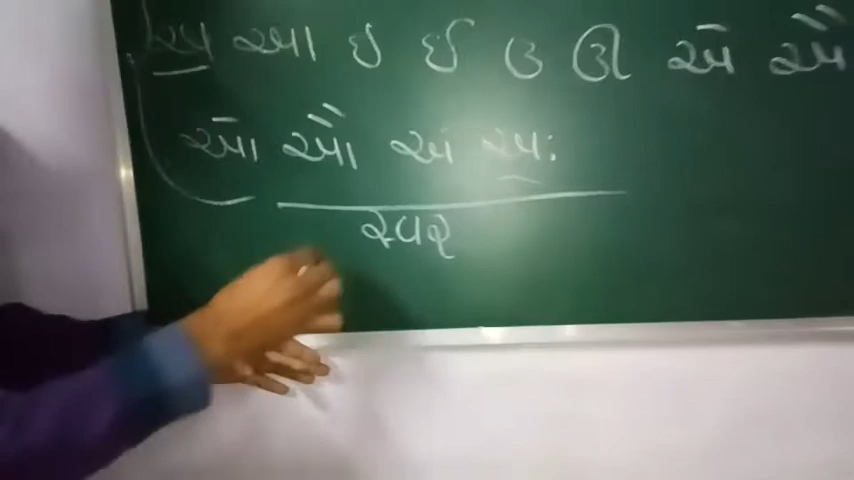 અ આ ઇ ઈ ઉ ઊ એ ઐ
ઓ ઔ અં અઃ
સ્વર